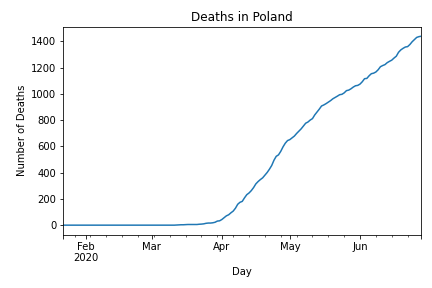 Deaths in Poland
1400
1200
1000
800
600
400
200
0
Number of Deaths
Feb
2020
Mar
Apr
May
Jun
Day